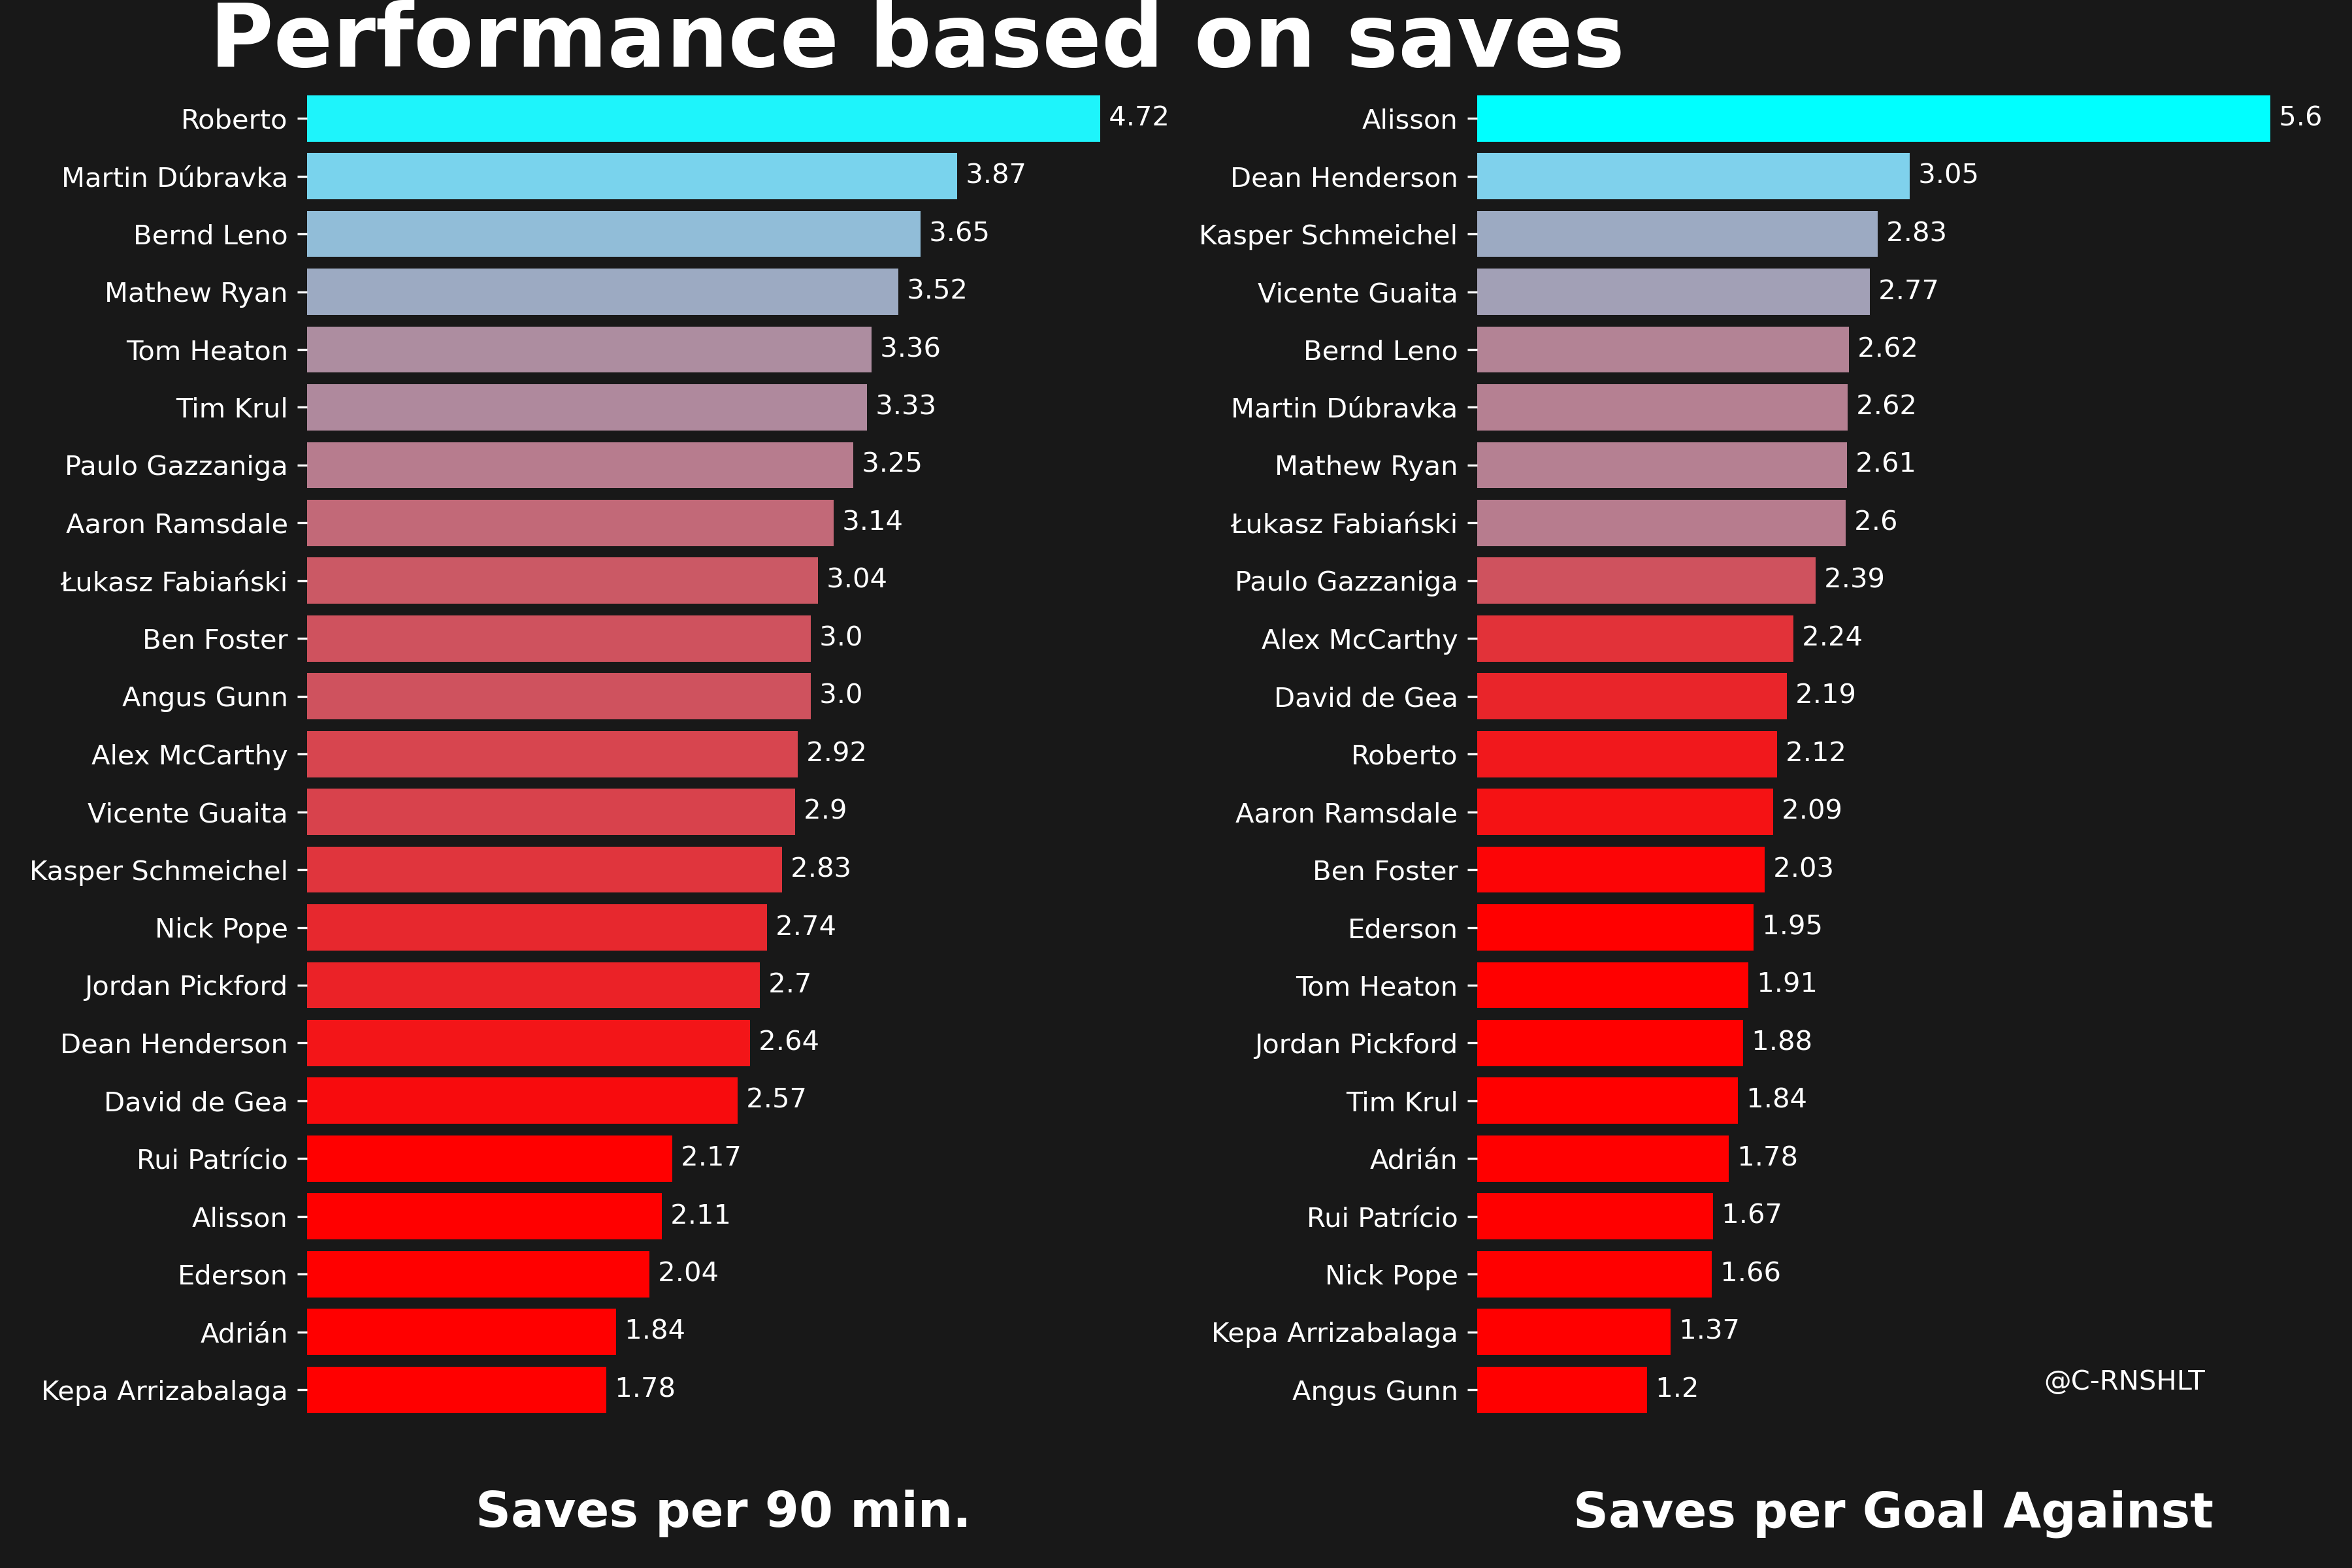 Performance based on saves
Roberto 4.72
Martin Dúbravka 3.87
Bernd Leno 3.65
Mathew Ryan 3.52
Tom Heaton 3.36
Tim Krul 3.33
Paulo Gazzaniga 3.25
Aaron Ramsdale 3.14
Łukasz Fabiański 3.04
Ben Foster 3.0
Angus Gunn 3.0
Alex McCarthy 2.92
Vicente Guaita 2.9
Kasper Schmeichel 2.83
Nick Pope 2.74
Jordan Pickford 2.7
Dean Henderson 2.64
David de Gea 2.57
Rui Patrício 2.17
Alisson 2.11
Ederson 2.04
Adrián 1.84
Kepa Arrizabalaga 1.78
Saves per 90 min.
Alisson 5.6
Dean Henderson 3.05
Kasper Schmeichel 2.83
Vicente Guaita 2.77
Bernd Leno 2.62
Martin Dúbravka 2.62
Mathew Ryan 2.61
Łukasz Fabiański 2.6
Paulo Gazzaniga 2.39
Alex McCarthy 2.24
David de Gea 2.19
Roberto 2.12
Aaron Ramsdale 2.09
Ben Foster 2.03
Ederson 1.95
Tom Heaton 1.91
Jordan Pickford 1.88
Tim Krul 1.84
Adrián 1.78
Rui Patrício 1.67
Nick Pope 1.66
Kepa Arrizabalaga 1.37
Angus Gunn 1.2
@C-RNSHLT
Saves per Goal Against